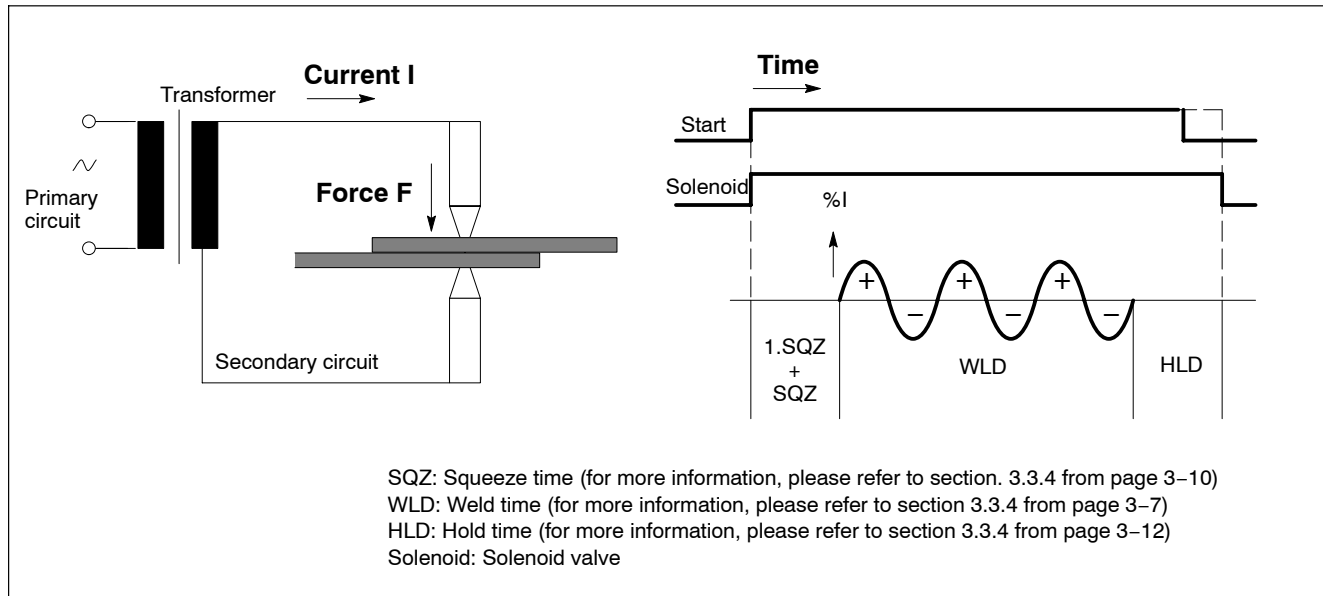 Current I
Transformer
Primary
circuit
Force F
Secondary circuit
Time
Start
Solenoid
%I
+ + +
− − −
1.SQZ
+
SQZ
WLD
HLD
SQZ: Squeeze time (for more information, please refer to section. 3.3.4 from page 3−10)
WLD: Weld time (for more information, please refer to section 3.3.4 from page 3−7)
HLD: Hold time (for more information, please refer to section 3.3.4 from page 3−12)
Solenoid: Solenoid valve